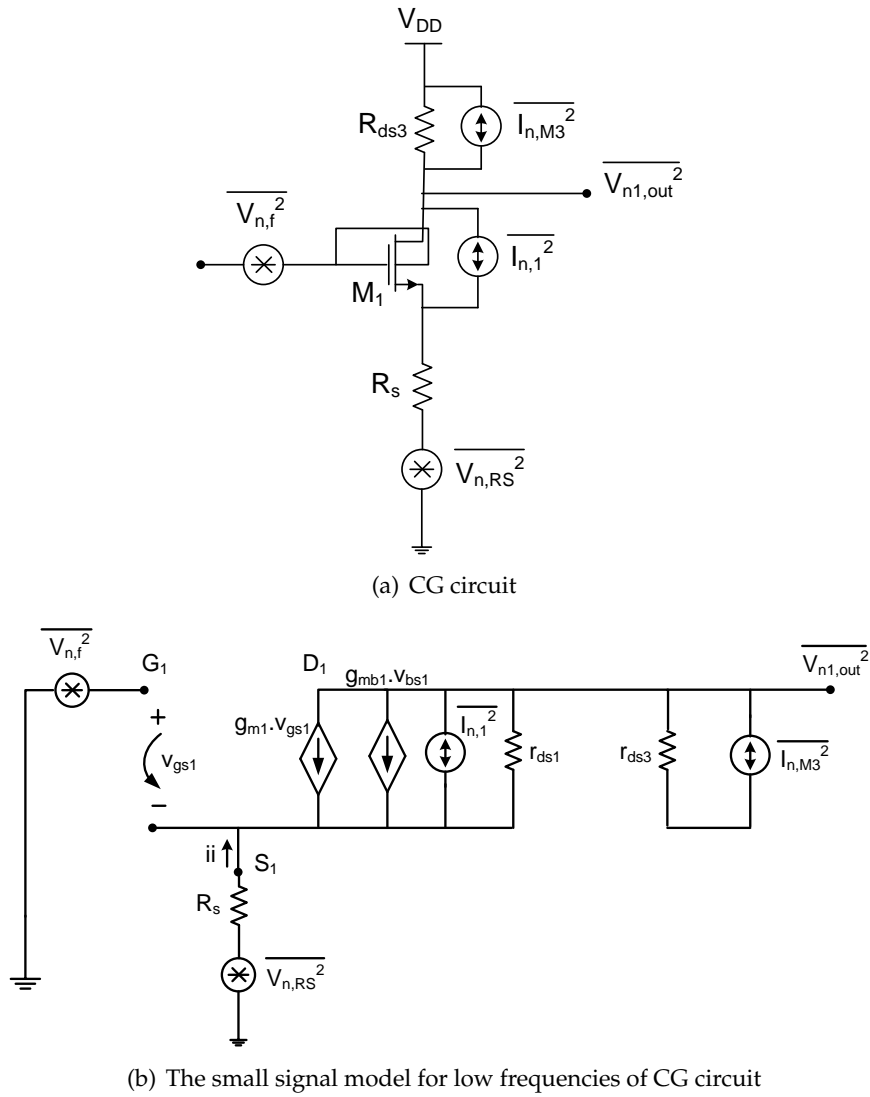 V_DD
R_ds3
I_n,M3^2
V_n1,out^2
V_n,f^2
I_n,1^2
M_1
R_s
V_n,RS^2
(a) CG circuit
V_n,f^2
G_1
D_1
g_mb1.v_bs1
V_n1,out^2
+
g_m1.v_gs1
I_n,1^2
r_ds1
r_ds3
I_n,M3^2
v_gs1
−
ii
S_1
R_s
V_n,RS^2
(b) The small signal model for low frequencies of CG circuit